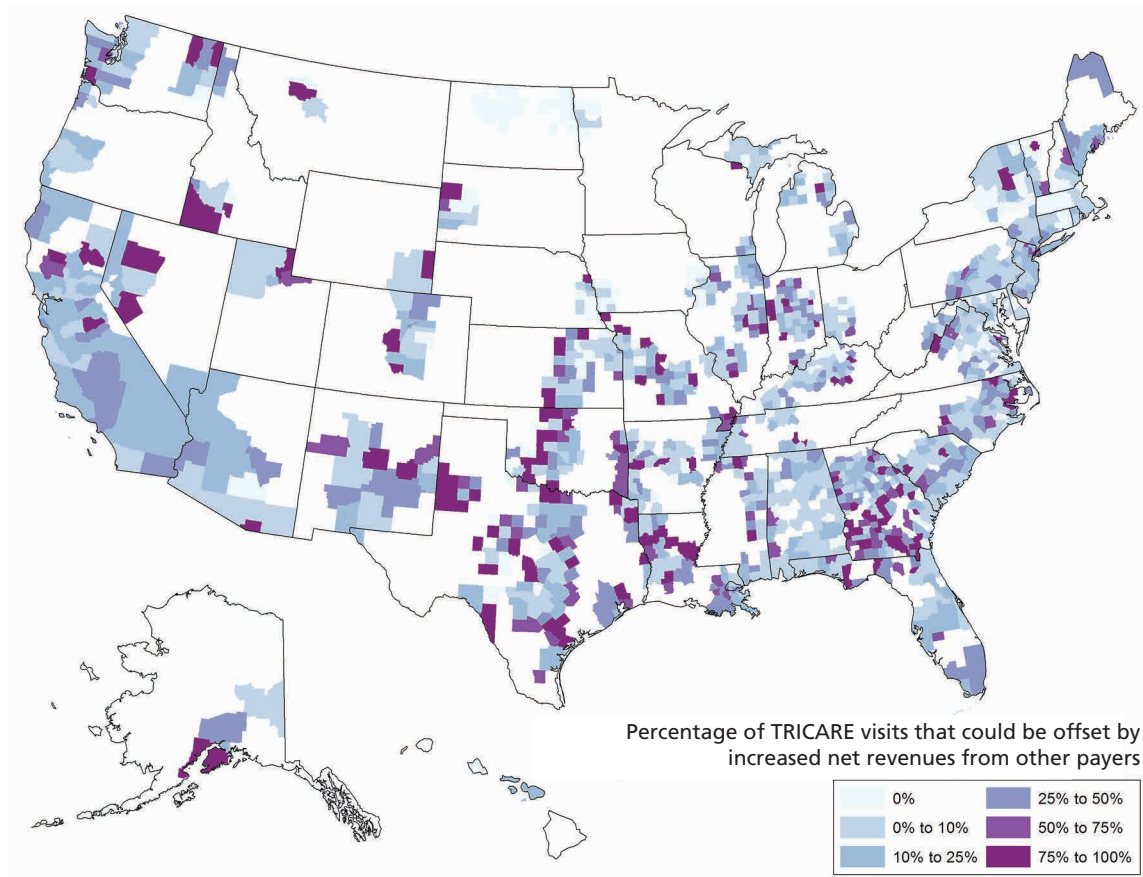 Percentage of TRICARE visits that could be offset by
increased net revenues from other payers
0%
0% to 10%
10% to 25%
25% to 50%
50% to 75%
75% to 100%